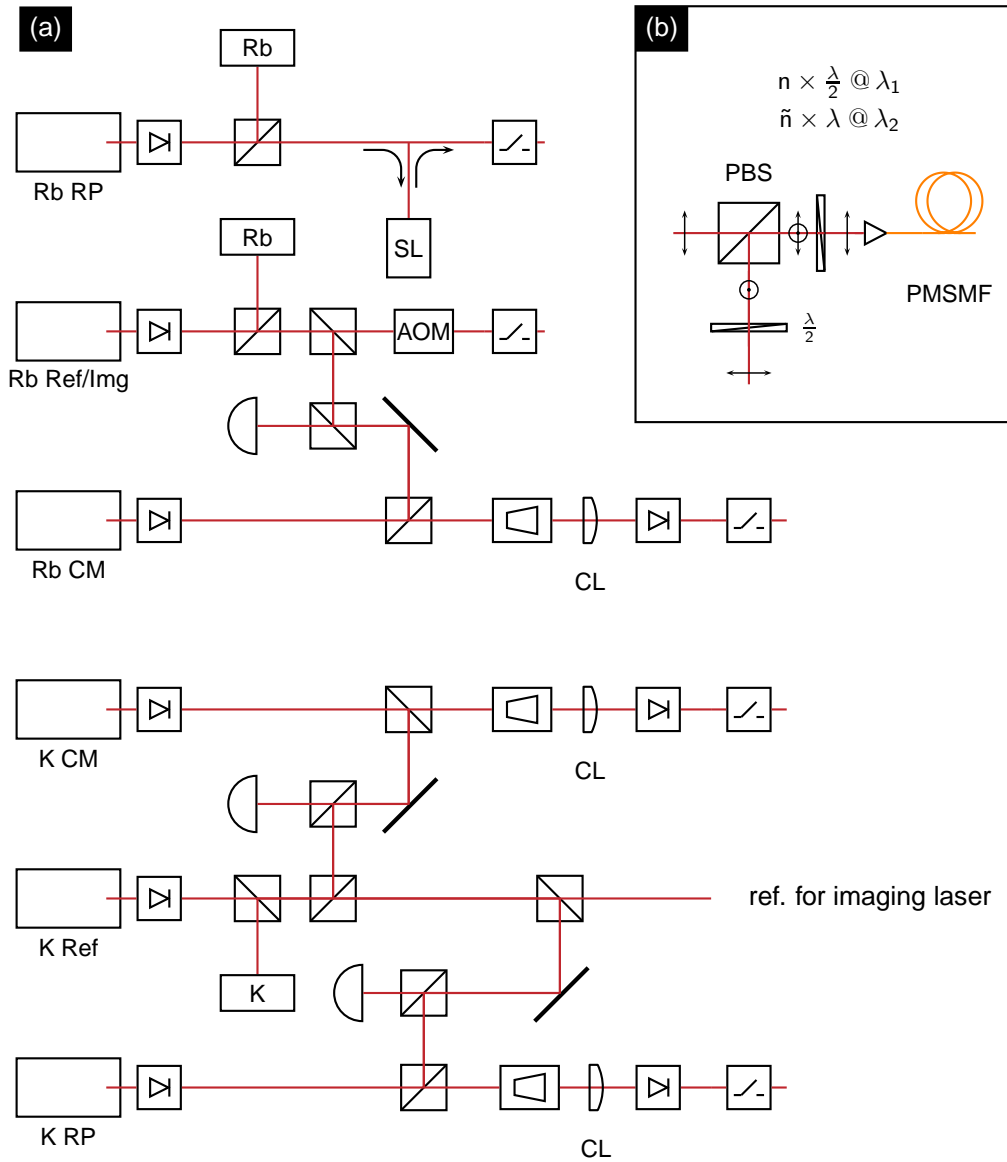 (a)
Rb
Rb RP
SL
Rb
AOM
Rb Ref/Img
Rb CM
CL
K CM
CL
K Ref
ref. for imaging laser
K
K RP
CL
(b)
n × λ/2 @ λ₁
ñ × λ @ λ₂
PBS
PMSMF
λ/2